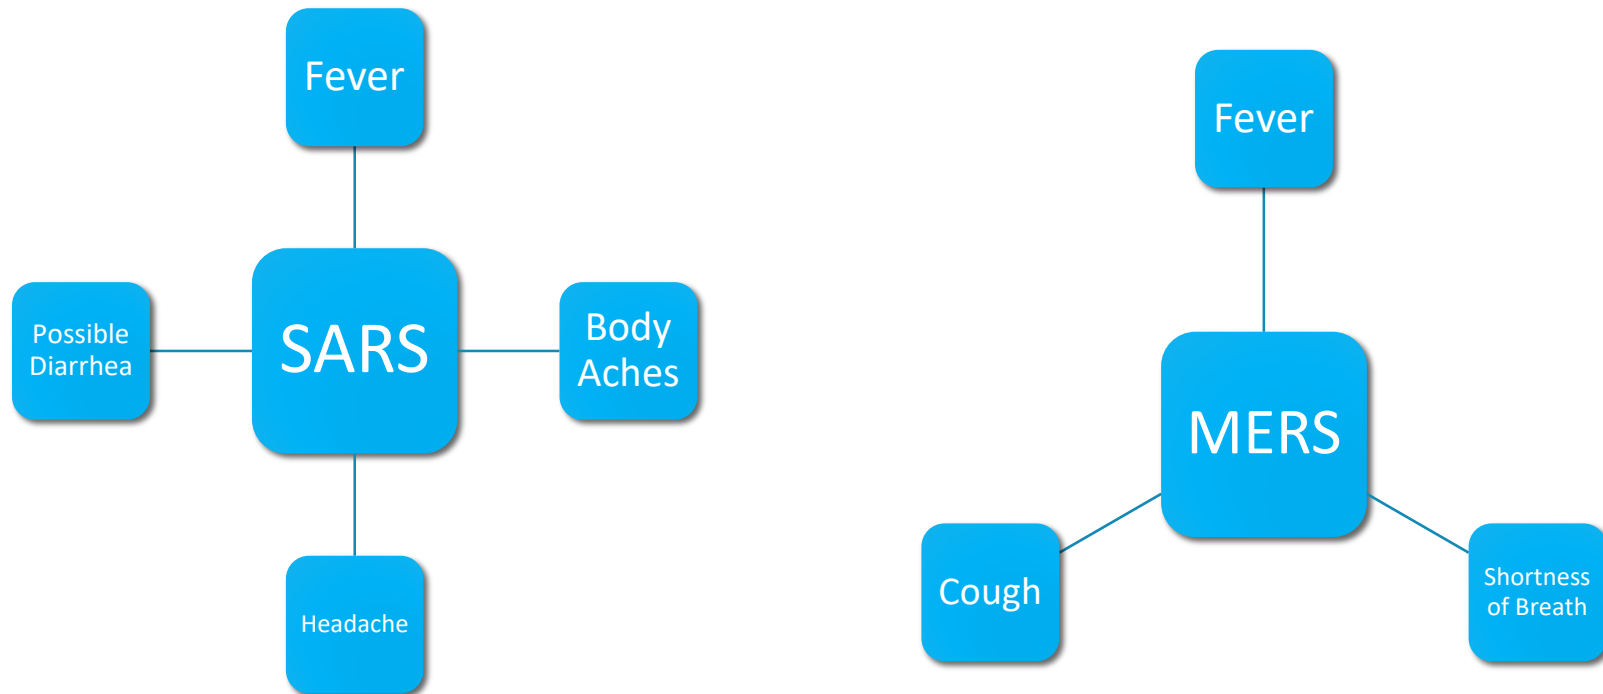 Fever
Possible
Diarrhea
SARS
Body
Aches
Headache
Fever
MERS
Cough
Shortness
of Breath